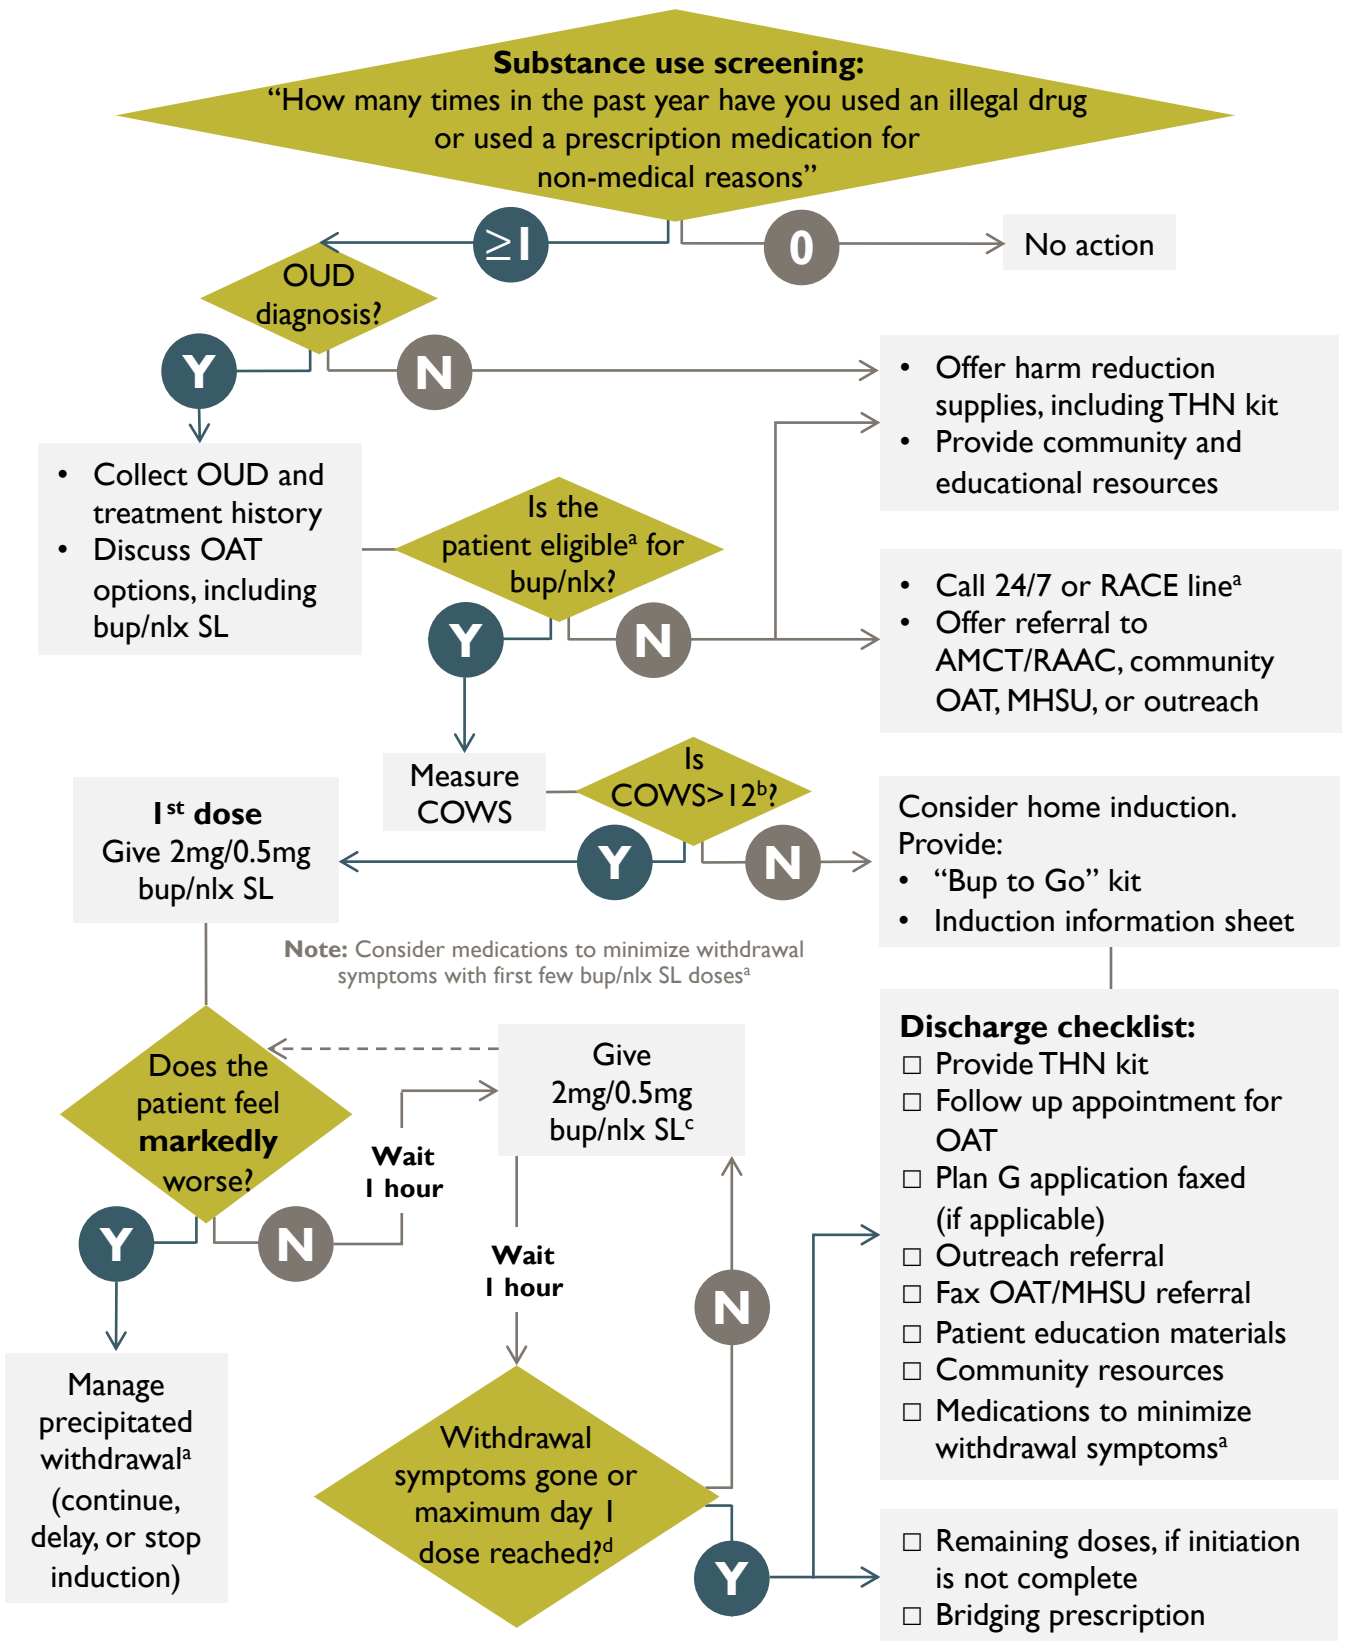 Substance use screening:
“How many times in the past year have you used an illegal drug
or used a prescription medication for
non-medical reasons”
≥1
0
No action
OUD
diagnosis?
Y
N
• Offer harm reduction
supplies, including THN kit
• Provide community and
educational resources
• Collect OUD and
treatment history
• Discuss OAT
options, including
bup/nlx SL
Is the
patient eligibleᵃ for
bup/nlx?
Y
N
• Call 24/7 or RACE lineᵃ
• Offer referral to
AMCT/RAAC, community
OAT, MHSU, or outreach
Measure
COWS
Is
COWS>12ᵇ?
Y
N
1ˢᵗ dose
Give 2mg/0.5mg
bup/nlx SL
Consider home induction.
Provide:
• “Bup to Go” kit
• Induction information sheet
Note: Consider medications to minimize withdrawal
symptoms with first few bup/nlx SL dosesᵃ
Does the
patient feel
markedly
worse?
Y
N
Wait
1 hour
Give
2mg/0.5mg
bup/nlx SLᶜ
Wait
1 hour
N
Manage
precipitated
withdrawalᵃ
(continue,
delay, or stop
induction)
Withdrawal
symptoms gone or
maximum day 1
dose reached?ᵈ
Y
Discharge checklist:
☐ Provide THN kit
☐ Follow up appointment for
OAT
☐ Plan G application faxed
(if applicable)
☐ Outreach referral
☐ Fax OAT/MHSU referral
☐ Patient education materials
☐ Community resources
☐ Medications to minimize
withdrawal symptomsᵃ
☐ Remaining doses, if initiation
is not complete
☐ Bridging prescription